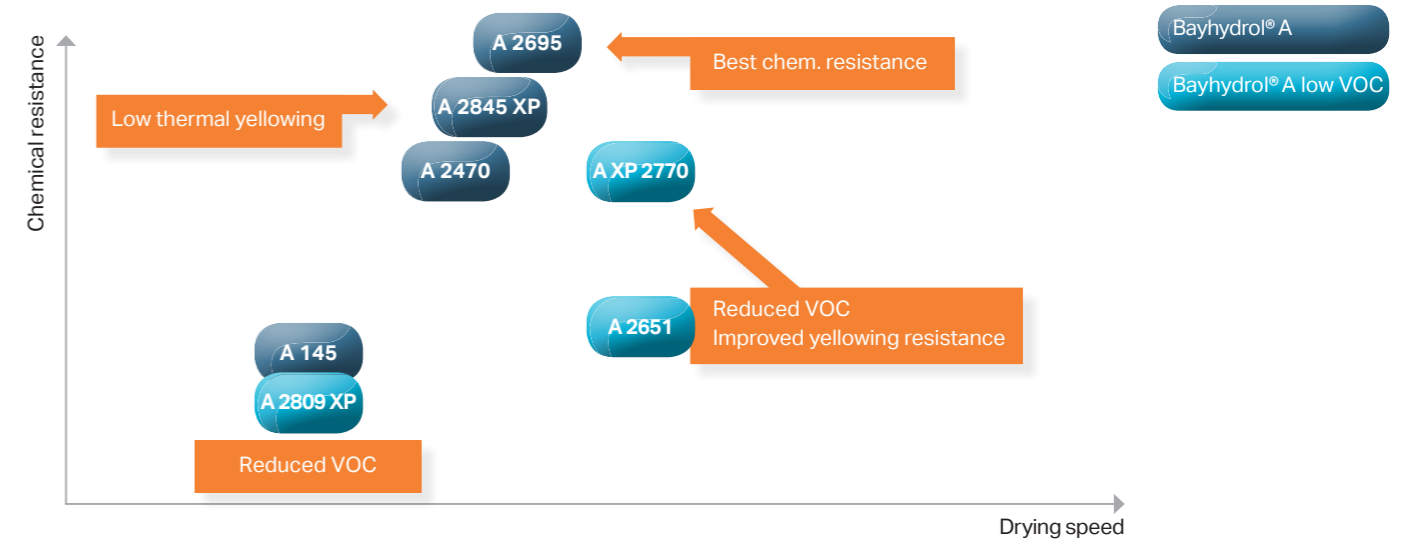 Chemical resistance
A 2695
Best chem. resistance
A 2845 XP
Low thermal yellowing
A 2470
A XP 2770
Reduced VOC
Improved yellowing resistance
A 2651
A 145
A 2809 XP
Reduced VOC
Drying speed
Bayhydrol® A
Bayhydrol® A low VOC